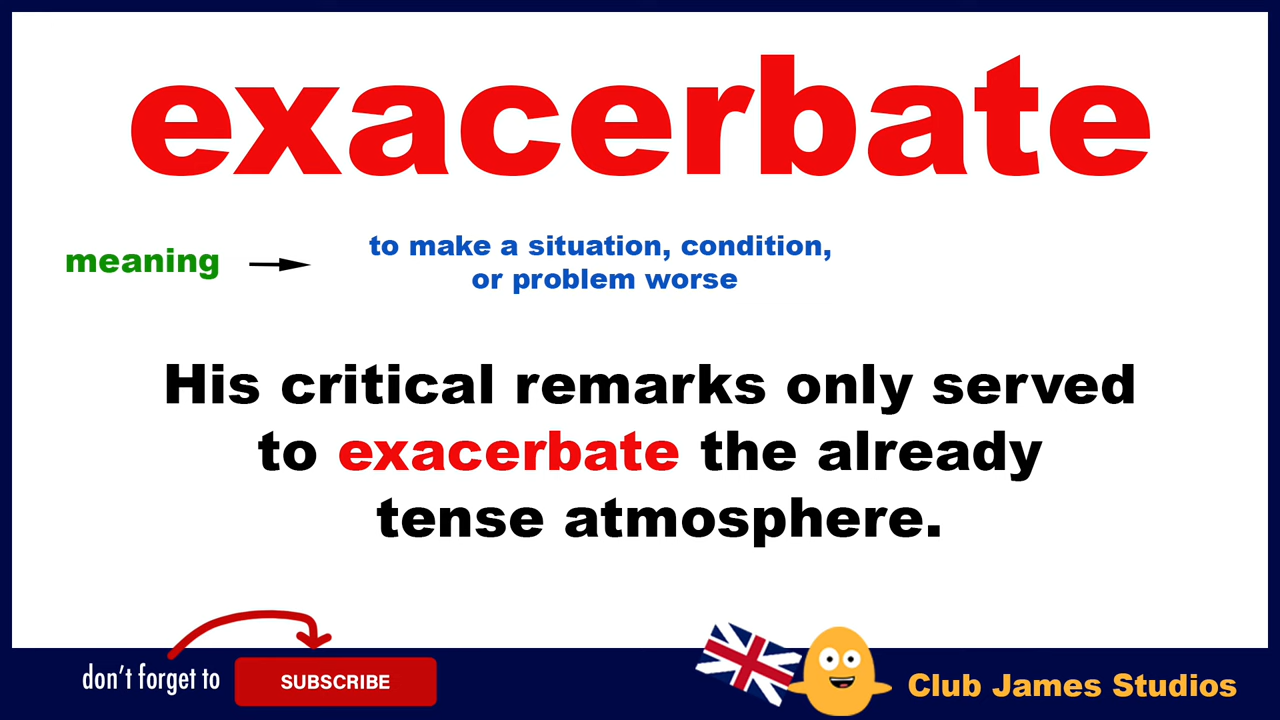 exacerbate
meaning
to make a situation, condition,
or problem worse
His critical remarks only served
to exacerbate the already
tense atmosphere.
don't forget to
SUBSCRIBE
Club James Studios